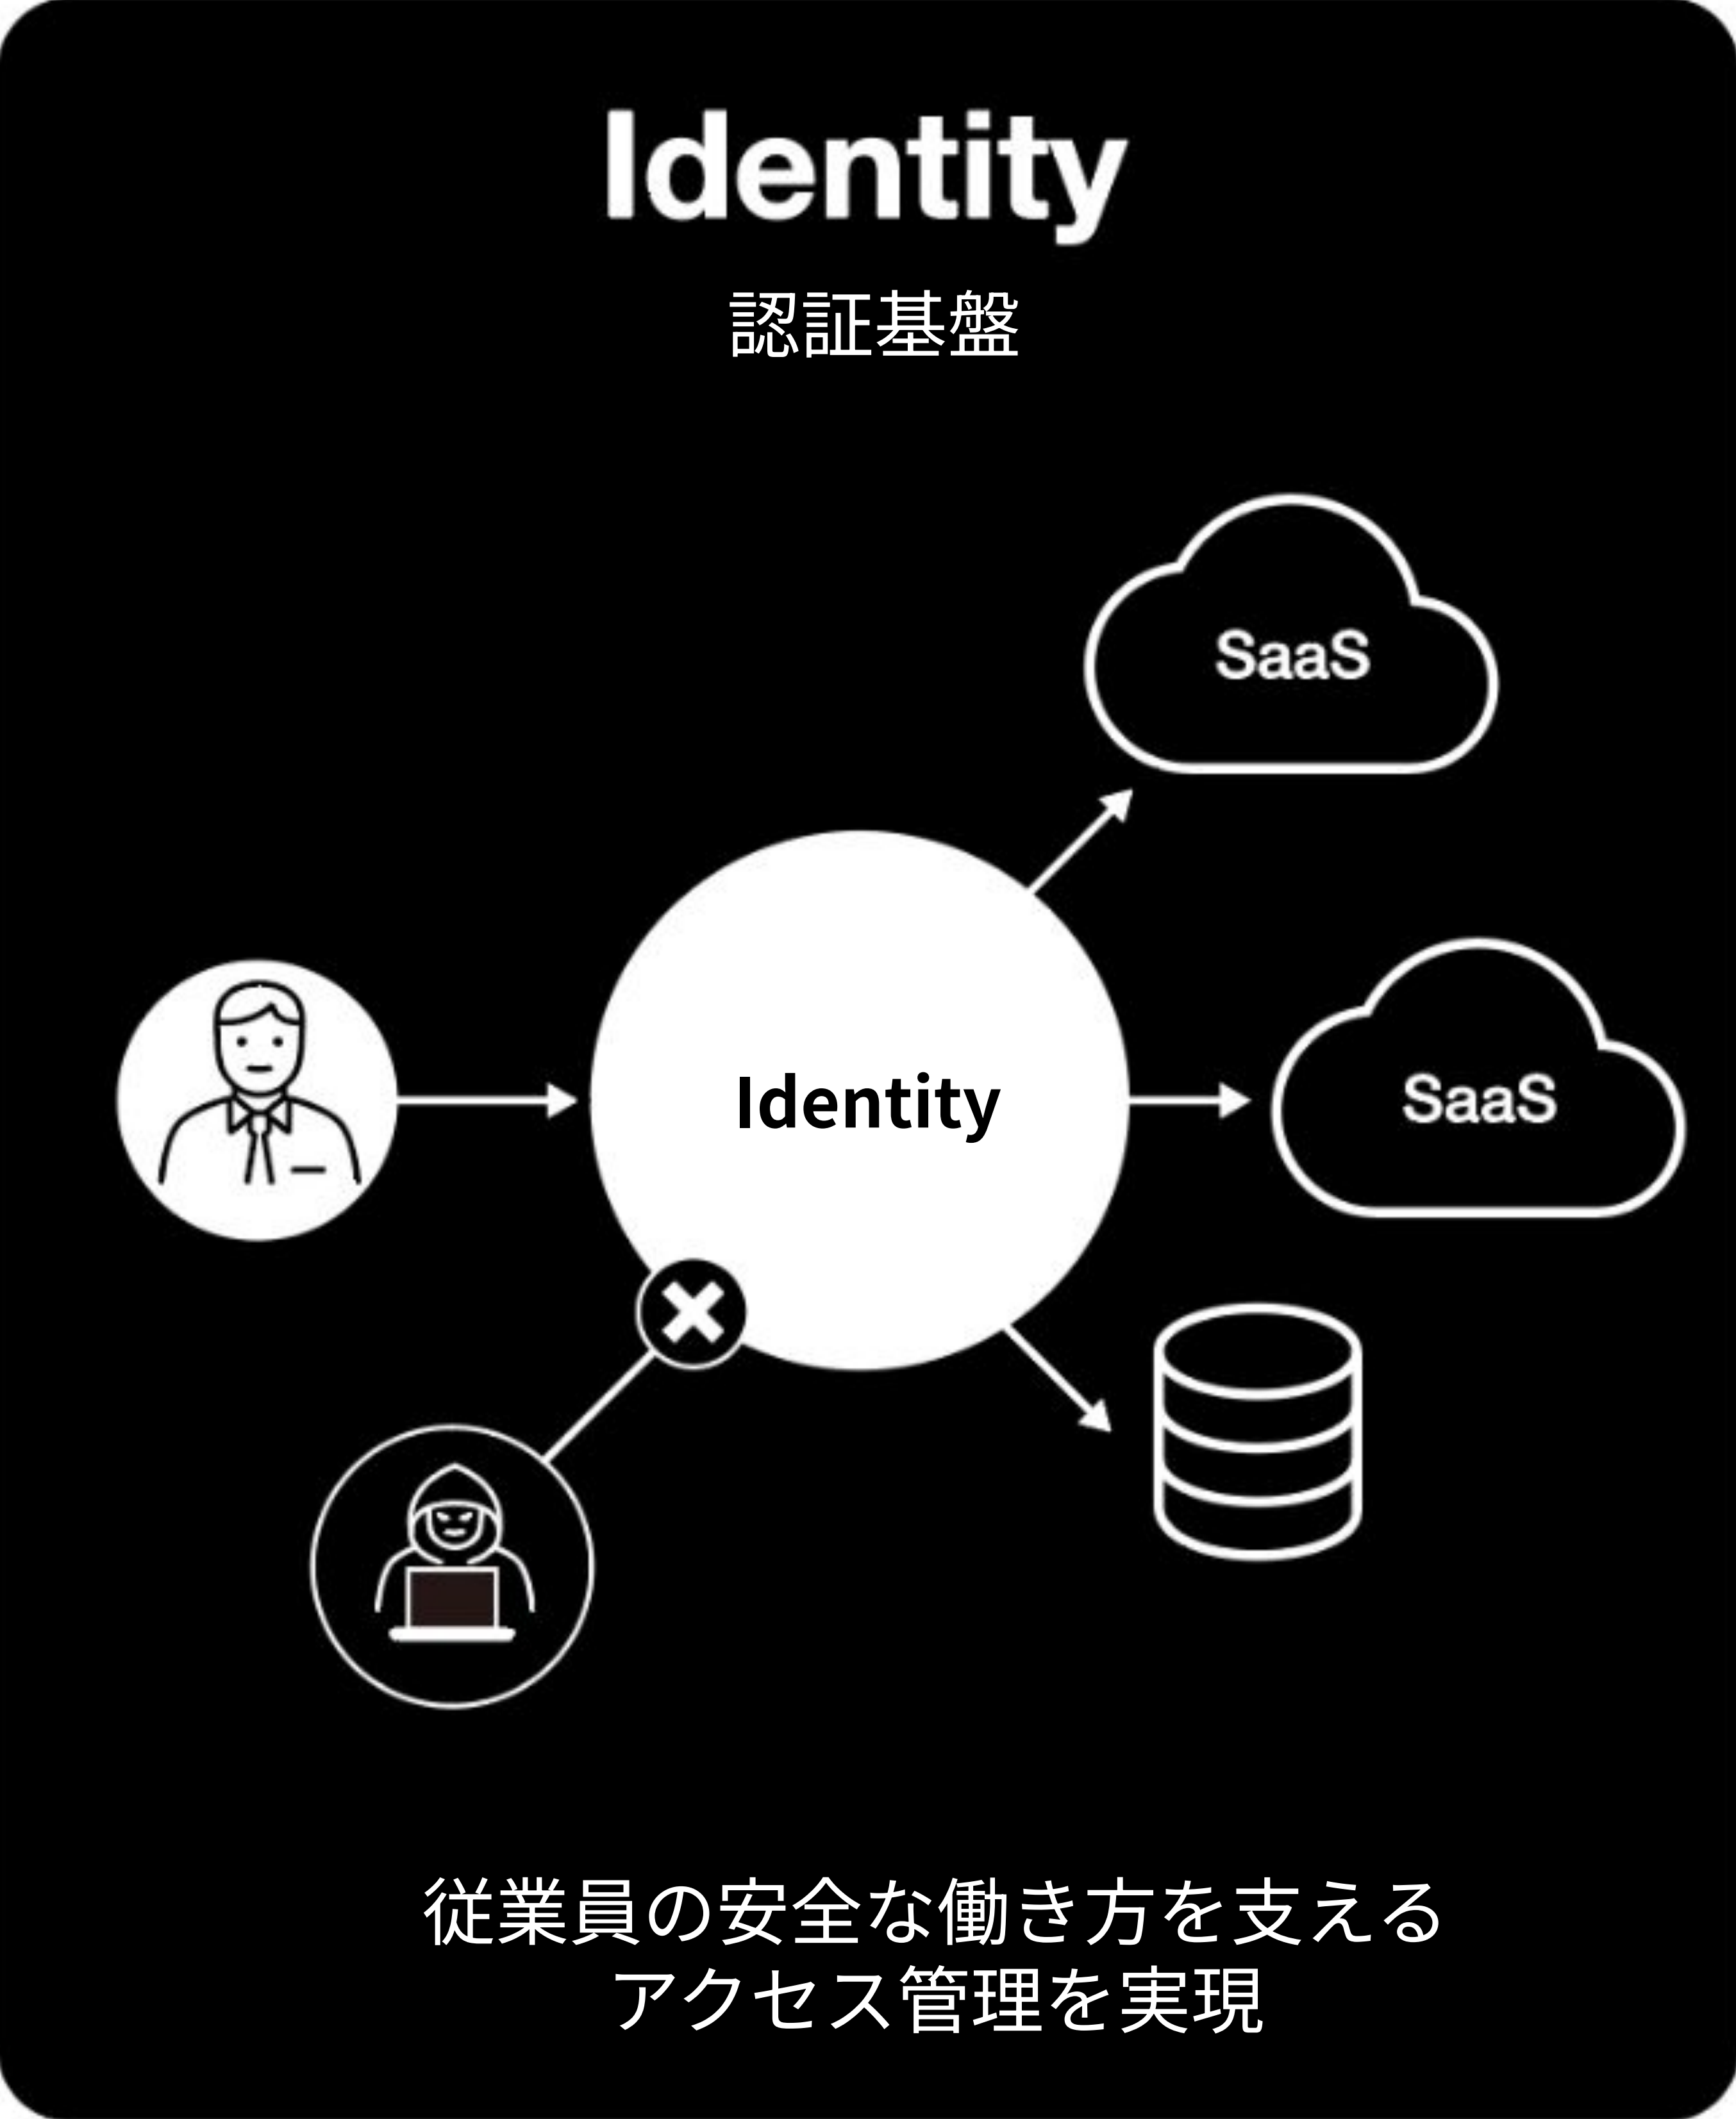 Identity
認証基盤
SaaS
Identity
SaaS
従業員の安全な働き方を支える
アクセス管理を実現